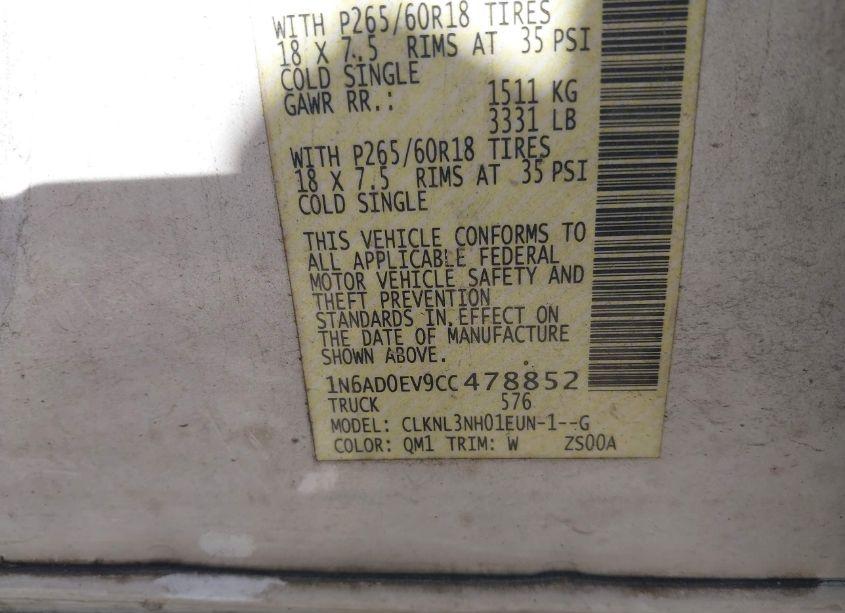 WITH P265/60R18 TIRES
18 X 7.5 RIMS AT 35 PSI
COLD SINGLE
GAWR RR.: 1511 KG
3331 LB
WITH P265/60R18 TIRES
18 X 7.5 RIMS AT 35 PSI
COLD SINGLE
THIS VEHICLE CONFORMS TO
ALL APPLICABLE FEDERAL
MOTOR VEHICLE SAFETY AND
THEFT PREVENTION
STANDARDS IN EFFECT ON
THE DATE OF MANUFACTURE
SHOWN ABOVE.
1N6AD0EV9CC478852
TRUCK 576
MODEL: CLKNL3NH01EUN-1--G
COLOR: QM1 TRIM: W ZS00A